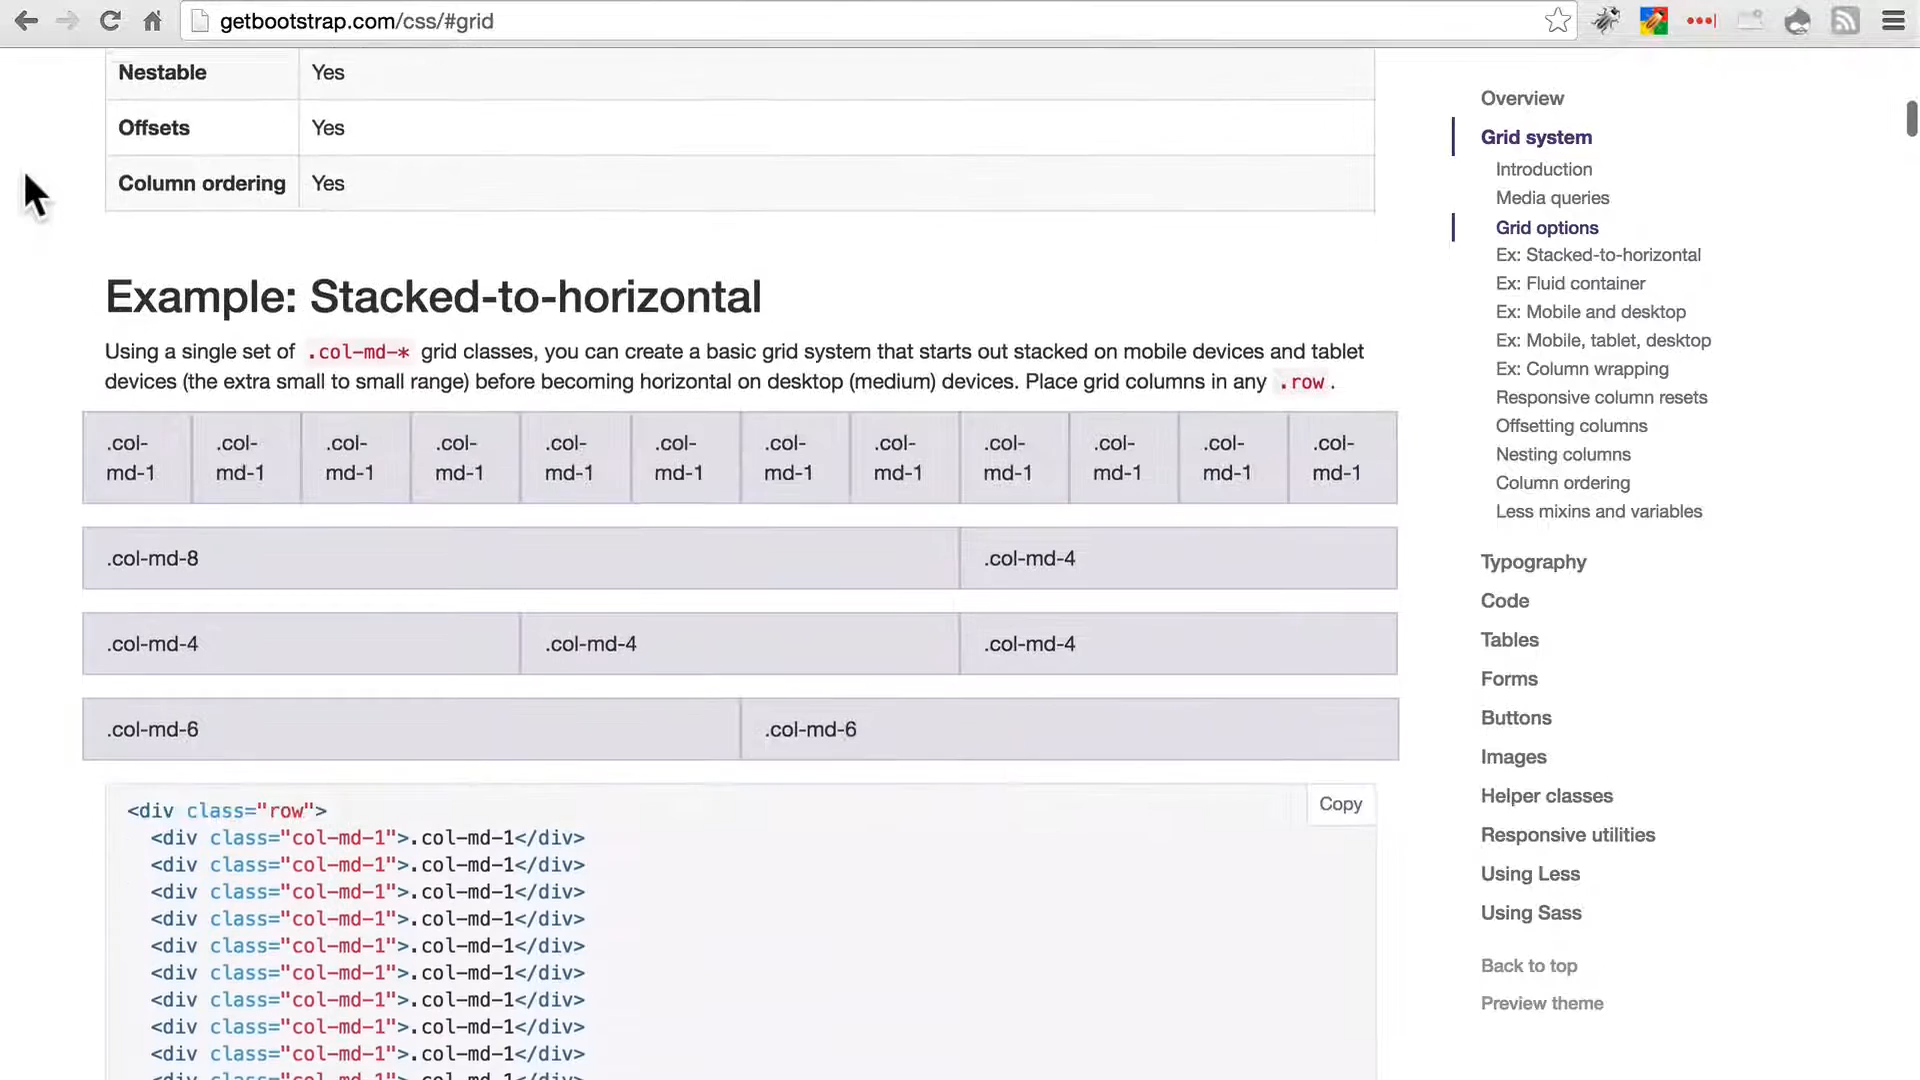 getbootstrap.com/css/#grid
Nestable Yes
Offsets Yes
Column ordering Yes
Example: Stacked-to-horizontal
Using a single set of .col-md-* grid classes, you can create a basic grid system that starts out stacked on mobile devices and tablet
devices (the extra small to small range) before becoming horizontal on desktop (medium) devices. Place grid columns in any .row.
.col- .col- .col- .col- .col- .col- .col- .col- .col- .col- .col- .col-
md-1 md-1 md-1 md-1 md-1 md-1 md-1 md-1 md-1 md-1 md-1 md-1
.col-md-8 .col-md-4
.col-md-4 .col-md-4 .col-md-4
.col-md-6 .col-md-6
Copy
<div class="row">
<div class="col-md-1">.col-md-1</div>
<div class="col-md-1">.col-md-1</div>
<div class="col-md-1">.col-md-1</div>
<div class="col-md-1">.col-md-1</div>
<div class="col-md-1">.col-md-1</div>
<div class="col-md-1">.col-md-1</div>
<div class="col-md-1">.col-md-1</div>
<div class="col-md-1">.col-md-1</div>
<div class="col-md-1">.col-md-1</div>
Overview
Grid system
Introduction
Media queries
Grid options
Ex: Stacked-to-horizontal
Ex: Fluid container
Ex: Mobile and desktop
Ex: Mobile, tablet, desktop
Ex: Column wrapping
Responsive column resets
Offsetting columns
Nesting columns
Column ordering
Less mixins and variables
Typography
Code
Tables
Forms
Buttons
Images
Helper classes
Responsive utilities
Using Less
Using Sass
Back to top
Preview theme